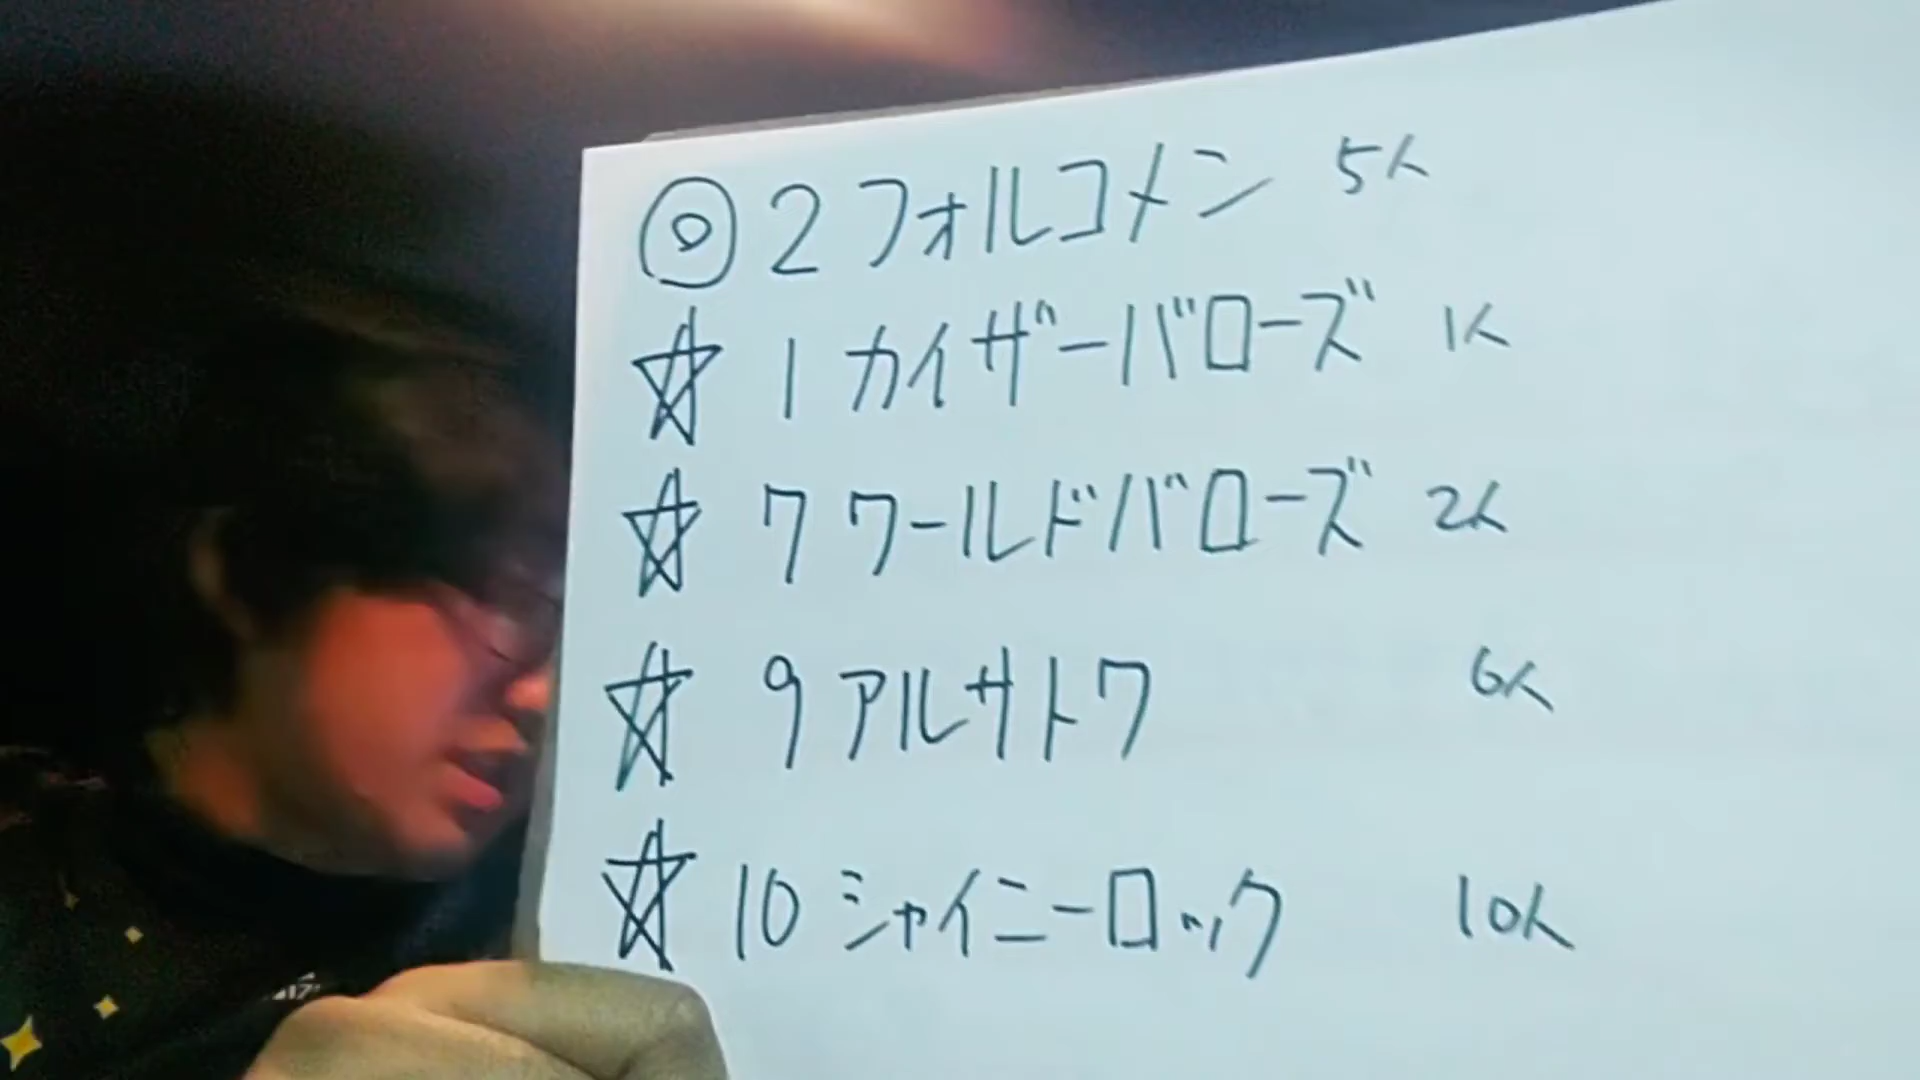 ◎ 2 フォルコメン 5人
☆ 1 カイザーバローズ 1人
☆ 7 ワールドバローズ 2人
☆ 9 アルサトワ 6人
☆ 10 シャイニーロック 10人